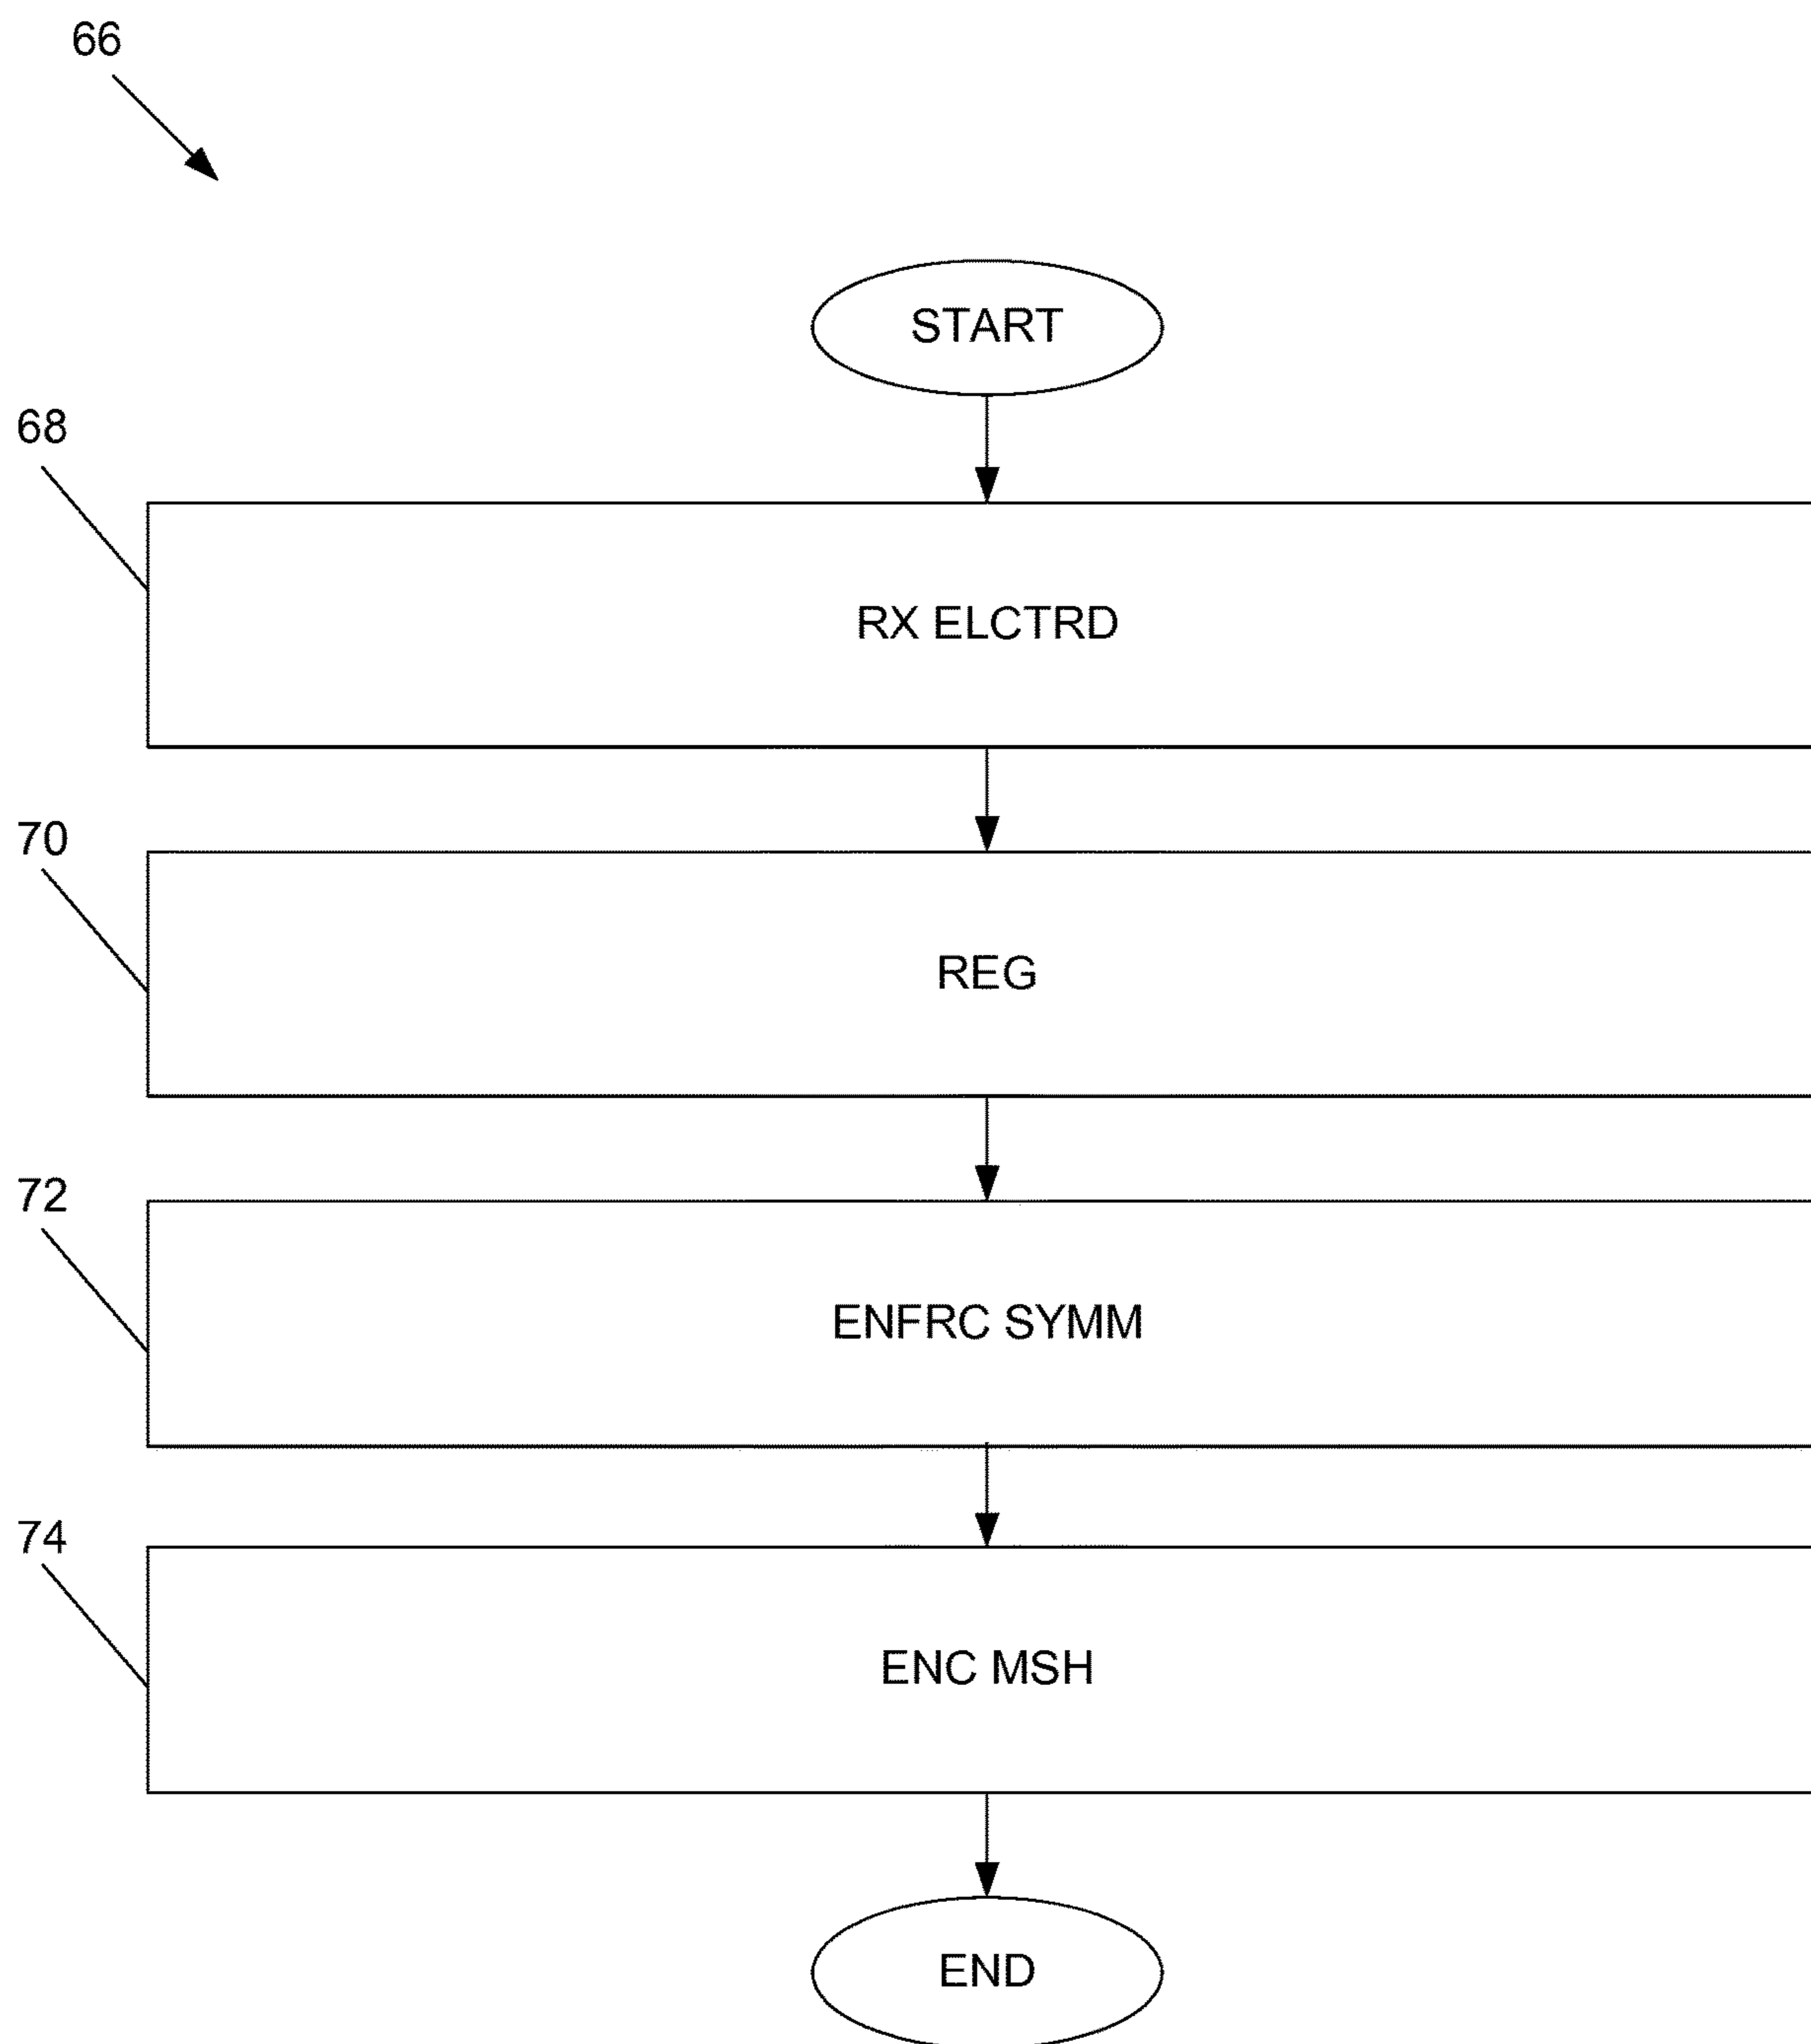 66
START
68
RX ELCTRD
70
REG
72
ENFRC SYMM
74
ENC MSH
END